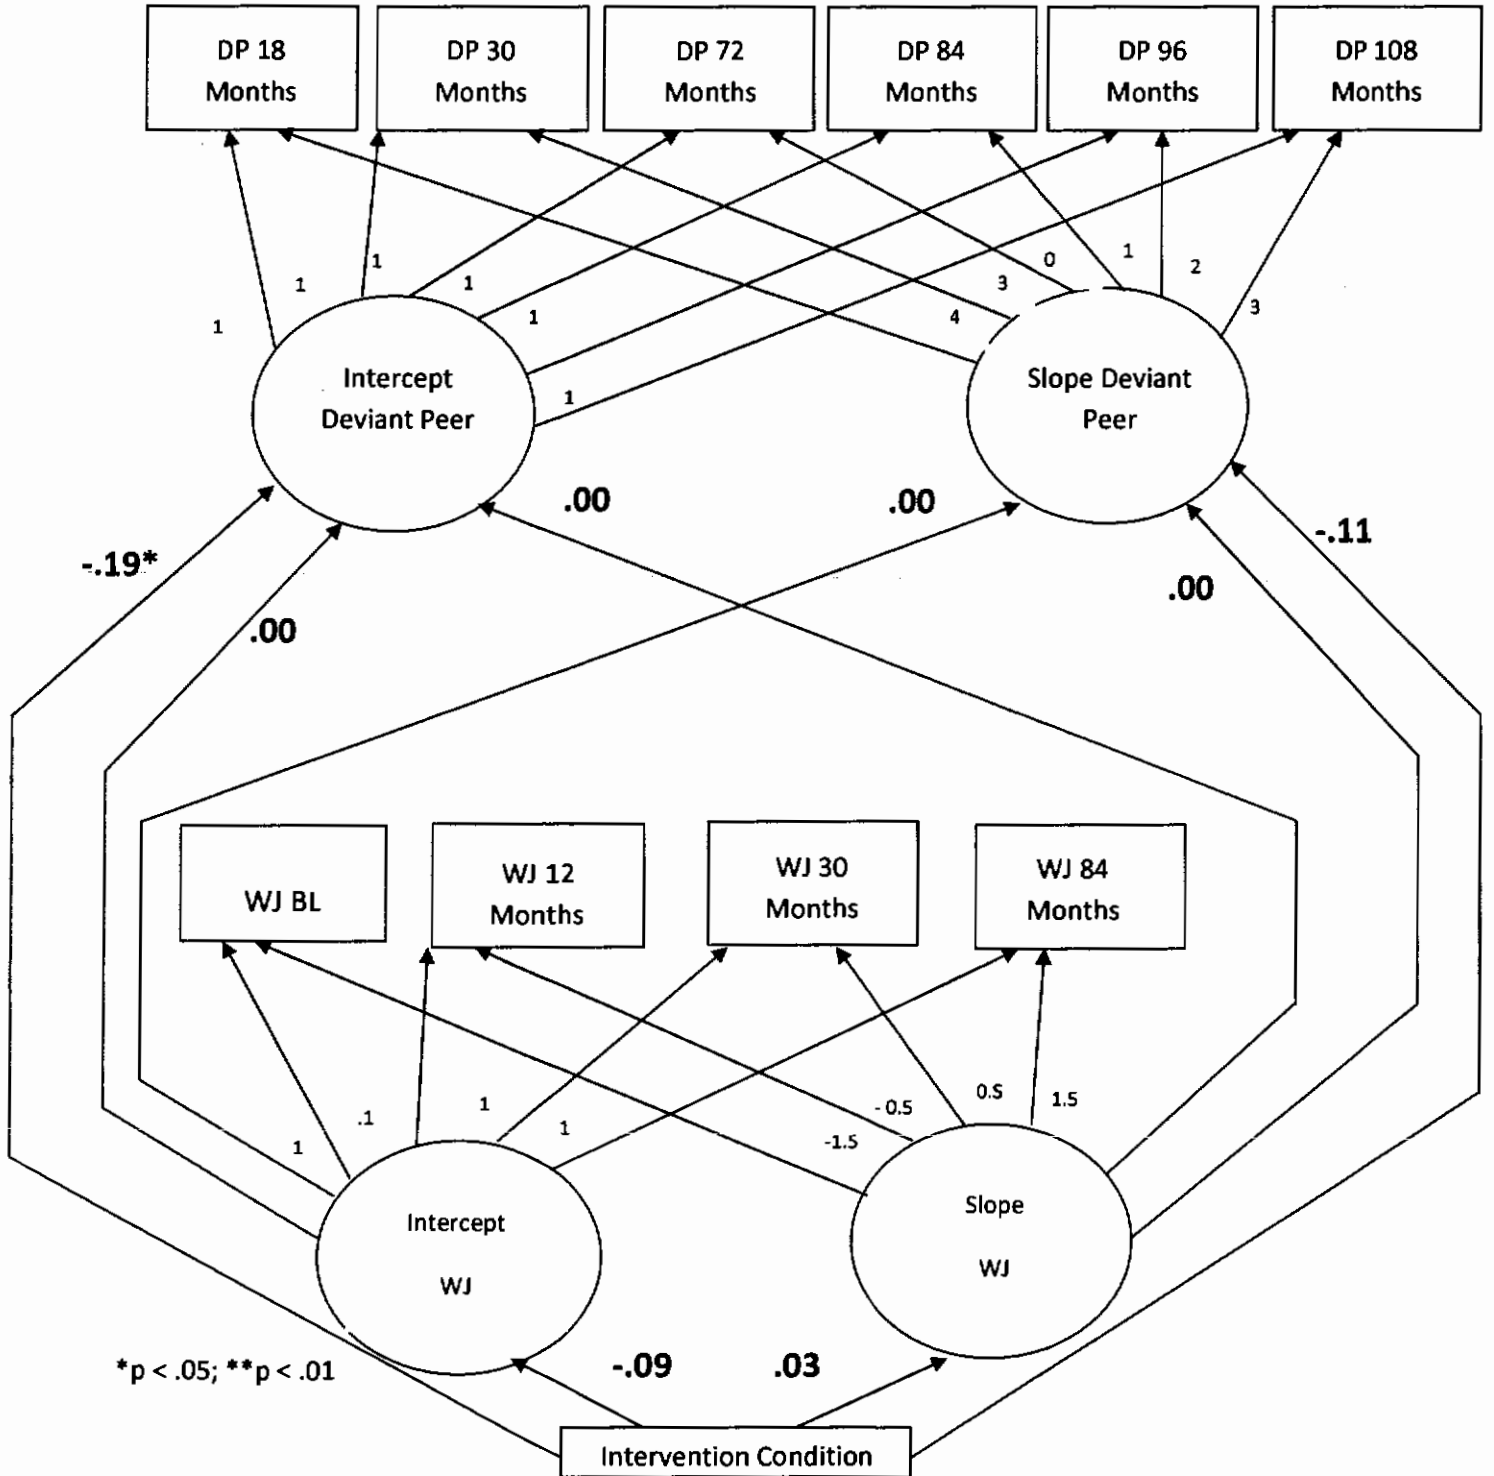 DP 18
Months
DP 30
Months
DP 72
Months
DP 84
Months
DP 96
Months
DP 108
Months
1
1
1
1
1
1
4
3
0
1
2
3
Intercept
Deviant Peer
Slope Deviant
Peer
.00
.00
-.19*
-.11
.00
.00
WJ BL
WJ 12
Months
WJ 30
Months
WJ 84
Months
1
.1
1
1
-1.5
- 0.5
0.5
1.5
Intercept
WJ
Slope
WJ
*p < .05; **p < .01
-.09
.03
Intervention Condition